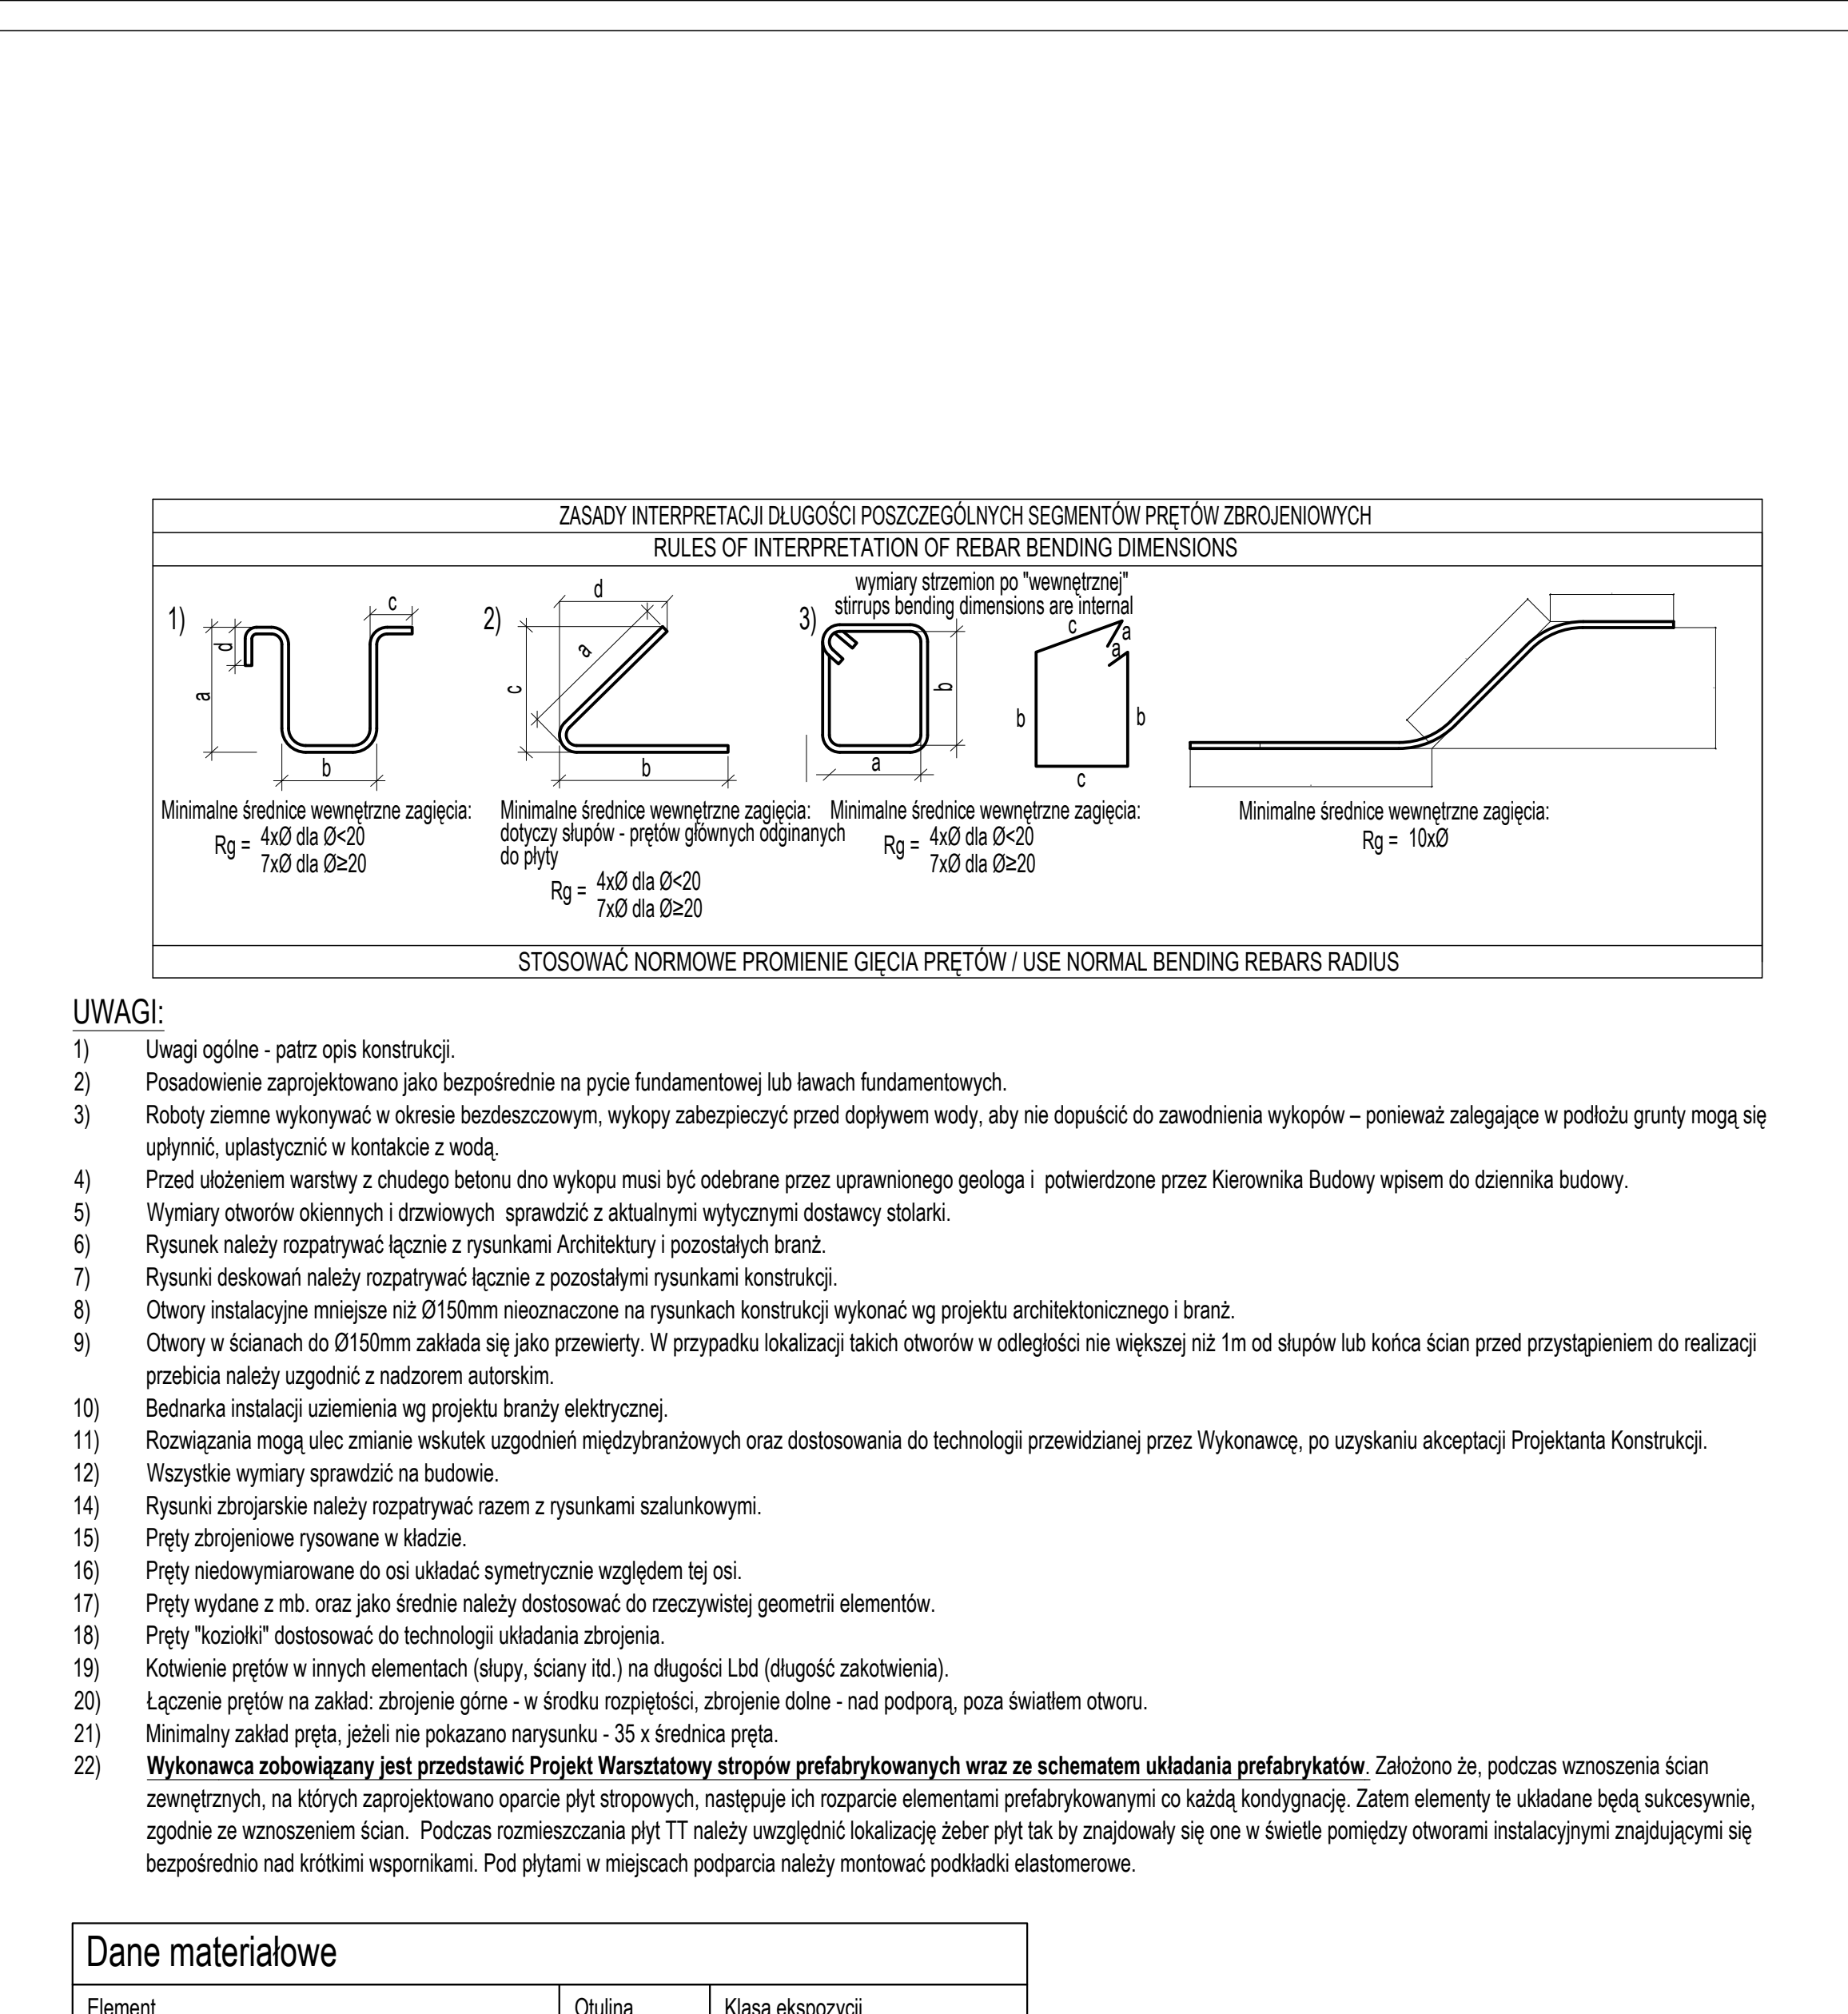 ZASADY INTERPRETACJI DŁUGOŚCI POSZCZEGÓLNYCH SEGMENTÓW PRĘTÓW ZBROJENIOWYCH
RULES OF INTERPRETATION OF REBAR BENDING DIMENSIONS
1)
c
d
a
b
2)
d
a
c
b
wymiary strzemion po "wewnętrznej"
stirrups bending dimensions are internal
3)
b
a
c
a
a
b
b
c
Minimalne średnice wewnętrzne zagięcia:
Rg = 4xØ dla Ø<20
7xØ dla Ø≥20
Minimalne średnice wewnętrzne zagięcia:
dotyczy słupów - prętów głównych odginanych
do płyty
Rg = 4xØ dla Ø<20
7xØ dla Ø≥20
Minimalne średnice wewnętrzne zagięcia:
Rg = 4xØ dla Ø<20
7xØ dla Ø≥20
Minimalne średnice wewnętrzne zagięcia:
Rg = 10xØ
STOSOWAĆ NORMOWE PROMIENIE GIĘCIA PRĘTÓW / USE NORMAL BENDING REBARS RADIUS
UWAGI:
1) Uwagi ogólne - patrz opis konstrukcji.
2) Posadowienie zaprojektowano jako bezpośrednie na pycie fundamentowej lub ławach fundamentowych.
3) Roboty ziemne wykonywać w okresie bezdeszczowym, wykopy zabezpieczyć przed dopływem wody, aby nie dopuścić do zawodnienia wykopów – ponieważ zalegające w podłożu grunty mogą się
upłynnić, uplastycznić w kontakcie z wodą.
4) Przed ułożeniem warstwy z chudego betonu dno wykopu musi być odebrane przez uprawnionego geologa i potwierdzone przez Kierownika Budowy wpisem do dziennika budowy.
5) Wymiary otworów okiennych i drzwiowych sprawdzić z aktualnymi wytycznymi dostawcy stolarki.
6) Rysunek należy rozpatrywać łącznie z rysunkami Architektury i pozostałych branż.
7) Rysunki deskowań należy rozpatrywać łącznie z pozostałymi rysunkami konstrukcji.
8) Otwory instalacyjne mniejsze niż Ø150mm nieoznaczone na rysunkach konstrukcji wykonać wg projektu architektonicznego i branż.
9) Otwory w ścianach do Ø150mm zakłada się jako przewierty. W przypadku lokalizacji takich otworów w odległości nie większej niż 1m od słupów lub końca ścian przed przystąpieniem do realizacji
przebicia należy uzgodnić z nadzorem autorskim.
10) Bednarka instalacji uziemienia wg projektu branży elektrycznej.
11) Rozwiązania mogą ulec zmianie wskutek uzgodnień międzybranżowych oraz dostosowania do technologii przewidzianej przez Wykonawcę, po uzyskaniu akceptacji Projektanta Konstrukcji.
12) Wszystkie wymiary sprawdzić na budowie.
14) Rysunki zbrojarskie należy rozpatrywać razem z rysunkami szalunkowymi.
15) Pręty zbrojeniowe rysowane w kładzie.
16) Pręty niedowymiarowane do osi układać symetrycznie względem tej osi.
17) Pręty wydane z mb. oraz jako średnie należy dostosować do rzeczywistej geometrii elementów.
18) Pręty "koziołki" dostosować do technologii układania zbrojenia.
19) Kotwienie prętów w innych elementach (słupy, ściany itd.) na długości Lbd (długość zakotwienia).
20) Łączenie prętów na zakład: zbrojenie górne - w środku rozpiętości, zbrojenie dolne - nad podporą, poza światłem otworu.
21) Minimalny zakład pręta, jeżeli nie pokazano narysunku - 35 x średnica pręta.
22) Wykonawca zobowiązany jest przedstawić Projekt Warsztatowy stropów prefabrykowanych wraz ze schematem układania prefabrykatów. Założono że, podczas wznoszenia ścian
zewnętrznych, na których zaprojektowano oparcie płyt stropowych, następuje ich rozparcie elementami prefabrykowanymi co każdą kondygnację. Zatem elementy te układane będą sukcesywnie,
zgodnie ze wznoszeniem ścian. Podczas rozmieszczania płyt TT należy uwzględnić lokalizację żeber płyt tak by znajdowały się one w świetle pomiędzy otworami instalacyjnymi znajdującymi się
bezpośrednio nad krótkimi wspornikami. Pod płytami w miejscach podparcia należy montować podkładki elastomerowe.
Dane materiałowe
Element Otulina Klasa ekspozycji